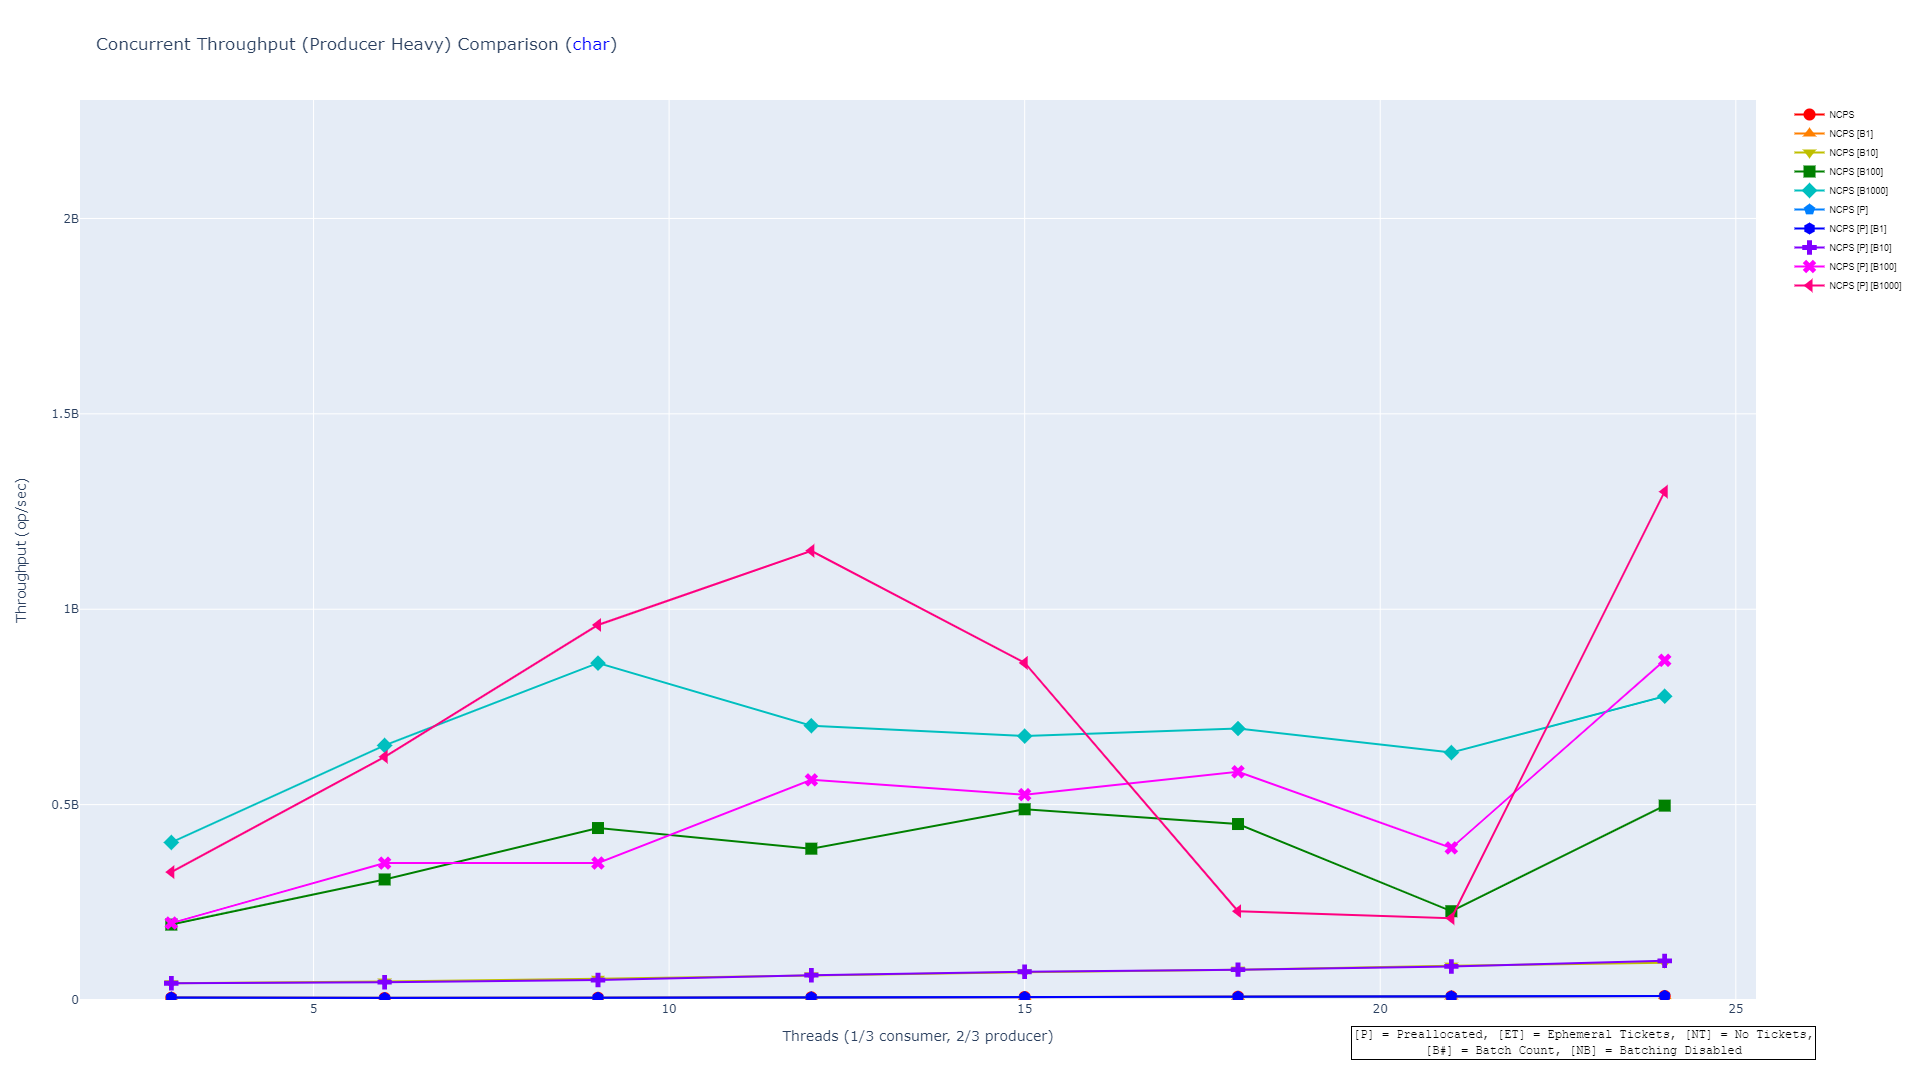 Concurrent Throughput (Producer Heavy) Comparison (char)
NCPS
NCPS [B1]
NCPS [B10]
NCPS [B100]
NCPS [B1000]
NCPS [P]
NCPS [P] [B1]
NCPS [P] [B10]
NCPS [P] [B100]
NCPS [P] [B1000]
Throughput (op/sec)
2B
1.5B
1B
0.5B
0
5
10
15
20
25
Threads (1/3 consumer, 2/3 producer)
[P] = Preallocated, [ET] = Ephemeral Tickets, [NT] = No Tickets,
[B#] = Batch Count, [NB] = Batching Disabled